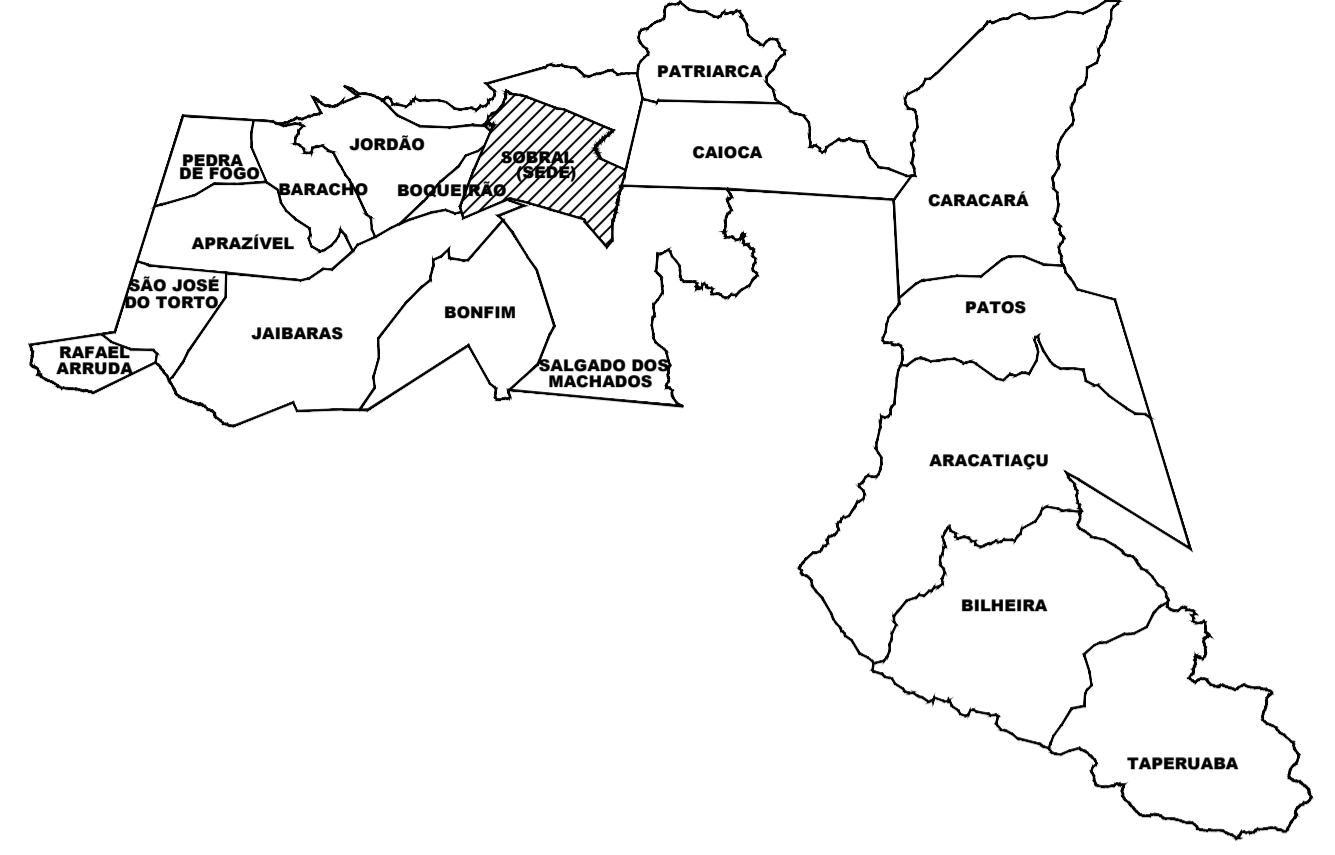 PATRIARCA
JORDÃO
CAIOCA
SOBRAL
(SEDE)
PEDRA
DE FOGO
BARACHO
BOQUEIRÃO
CARACARÁ
APRAZÍVEL
SÃO JOSÉ
DO TORTO
BONFIM
PATOS
JAIBARAS
RAFAEL
ARRUDA
SALGADO DOS
MACHADOS
ARACATIAÇU
BILHEIRA
TAPERUABA